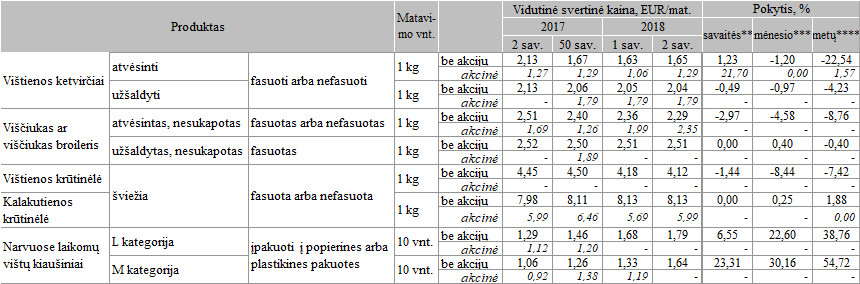 Produktas Matavi-mo vnt. Vidutinė svertinė kaina, EUR/mat. Pokytis, %
2017 2018 savaitės** mėnesio*** metų****
2 sav. 50 sav. 1 sav. 2 sav.
Vištienos ketvirčiai atvėsinti fasuoti arba nefasuoti 1 kg be akcijų 2,13 1,67 1,63 1,65 1,23 -1,20 -22,54
akcinė 1,27 1,29 1,06 1,29 21,70 0,00 1,57
užšaldyti 1 kg be akcijų 2,13 2,06 2,05 2,04 -0,49 -0,97 -4,23
akcinė - 1,79 1,79 1,79 - - -
Viščiukas ar viščiukas broileris atvėsintas, nesukapotas fasuotas arba nefasuotas 1 kg be akcijų 2,51 2,40 2,36 2,29 -2,97 -4,58 -8,76
akcinė 1,69 1,26 1,99 2,35 - - -
užšaldytas, nesukapotas fasuotas 1 kg be akcijų 2,52 2,50 2,51 2,51 0,00 0,40 -0,40
akcinė - 1,89 - - - - -
Vištienos krūtinėlė šviežia fasuota arba nefasuota 1 kg be akcijų 4,45 4,50 4,18 4,12 -1,44 -8,44 -7,42
akcinė - - - - - - -
Kalakutienos krūtinėlė 1 kg be akcijų 7,98 8,11 8,13 8,13 0,00 0,25 1,88
akcinė 5,99 6,46 5,69 5,99 - - 0,00
Narvuose laikomų vištų kiaušiniai L kategorija įpakuoti į popierines arba plastikines pakuotes 10 vnt. be akcijų 1,29 1,46 1,68 1,79 6,55 22,60 38,76
akcinė 1,12 1,20 - - - - -
M kategorija 10 vnt. be akcijų 1,06 1,26 1,33 1,64 23,31 30,16 54,72
akcinė 0,92 1,38 1,19 - - - -